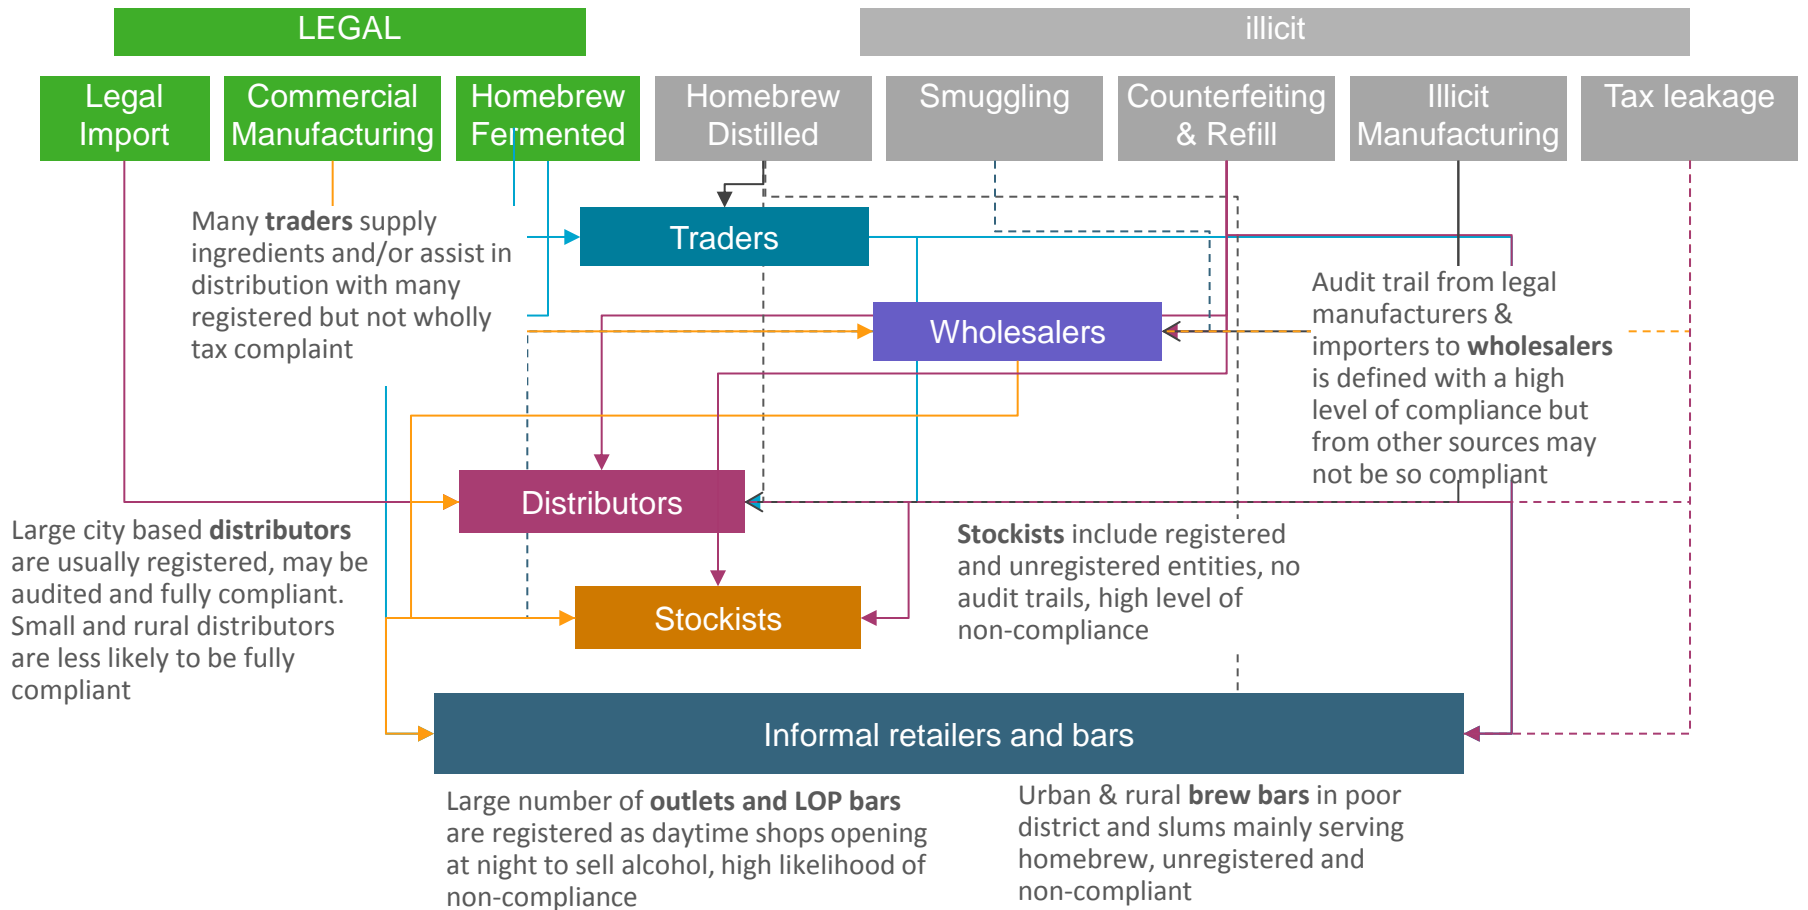 LEGAL
illicit
Legal
Import
Commercial
Manufacturing
Homebrew
Fermented
Homebrew
Distilled
Smuggling
Counterfeiting
& Refill
Illicit
Manufacturing
Tax leakage
Many traders supply
ingredients and/or assist in
distribution with many
registered but not wholly
tax complaint
Traders
Audit trail from legal
manufacturers &
importers to wholesalers
is defined with a high
level of compliance but
from other sources may
not be so compliant
Wholesalers
Distributors
Large city based distributors
are usually registered, may be
audited and fully compliant.
Small and rural distributors
are less likely to be fully
compliant
Stockists include registered
and unregistered entities, no
audit trails, high level of
non-compliance
Stockists
Informal retailers and bars
Large number of outlets and LOP bars
are registered as daytime shops opening
at night to sell alcohol, high likelihood of
non-compliance
Urban & rural brew bars in poor
district and slums mainly serving
homebrew, unregistered and
non-compliant